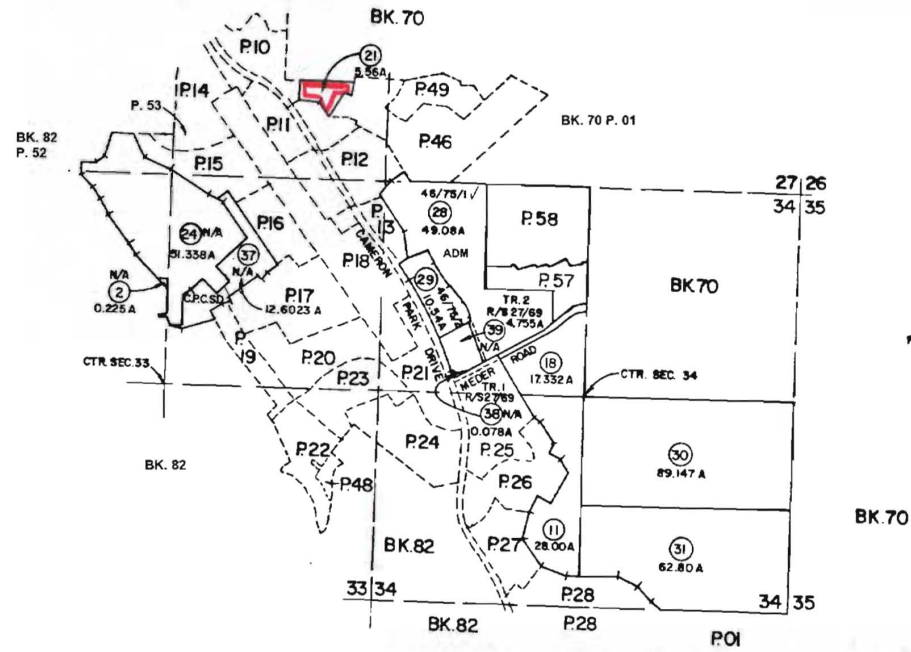 BK. 70
P.10
21
5.56A
P.14
P.49
P. 53
P.11
BK. 70 P. 01
P.46
BK. 82
P. 52
P.12
P.15
27 26
34 35
46/75/1 ✓
28
49.08A
ADM
P.58
P.16
P.
13
24 N/A
51.338A
37
N/A
P.18
CAMERON
PARK
DRIVE
29
10.54A
46/75/2
P.57
BK.70
N/A
2
0.225A
C.P.C.S.D.
12.6023A
P.17
TR. 2
R/S 27/69
4.755A
39
N/A
P.
19
P.20
MEDER ROAD
18
17.332A
CTR. SEC. 33
P.23
P.21
CTR. SEC. 34
TR. 1
R/S 27/69
38 N/A
0.078A
P.24
P.25
P.22
BK. 82
30
89.147A
P.48
P.26
BK.70
BK.82
P.27
11
28.00A
31
62.80A
P.28
33 34
34 35
BK.82
P.28
P.01